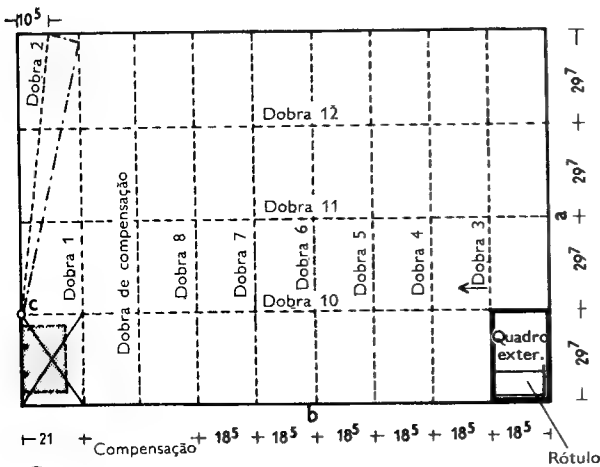 10⁵
Dobra 2
Dobra 12
29⁷
Dobra de compensação
Dobra 11
29⁷
a
Dobra 1
Dobra 8
Dobra 7
Dobra 6
Dobra 5
Dobra 4
Dobra 3
29⁷
c
Dobra 10
Quadro
exter.
29⁷
b
21
Compensação
18⁵
18⁵
18⁵
18⁵
18⁵
18⁵
Rótulo